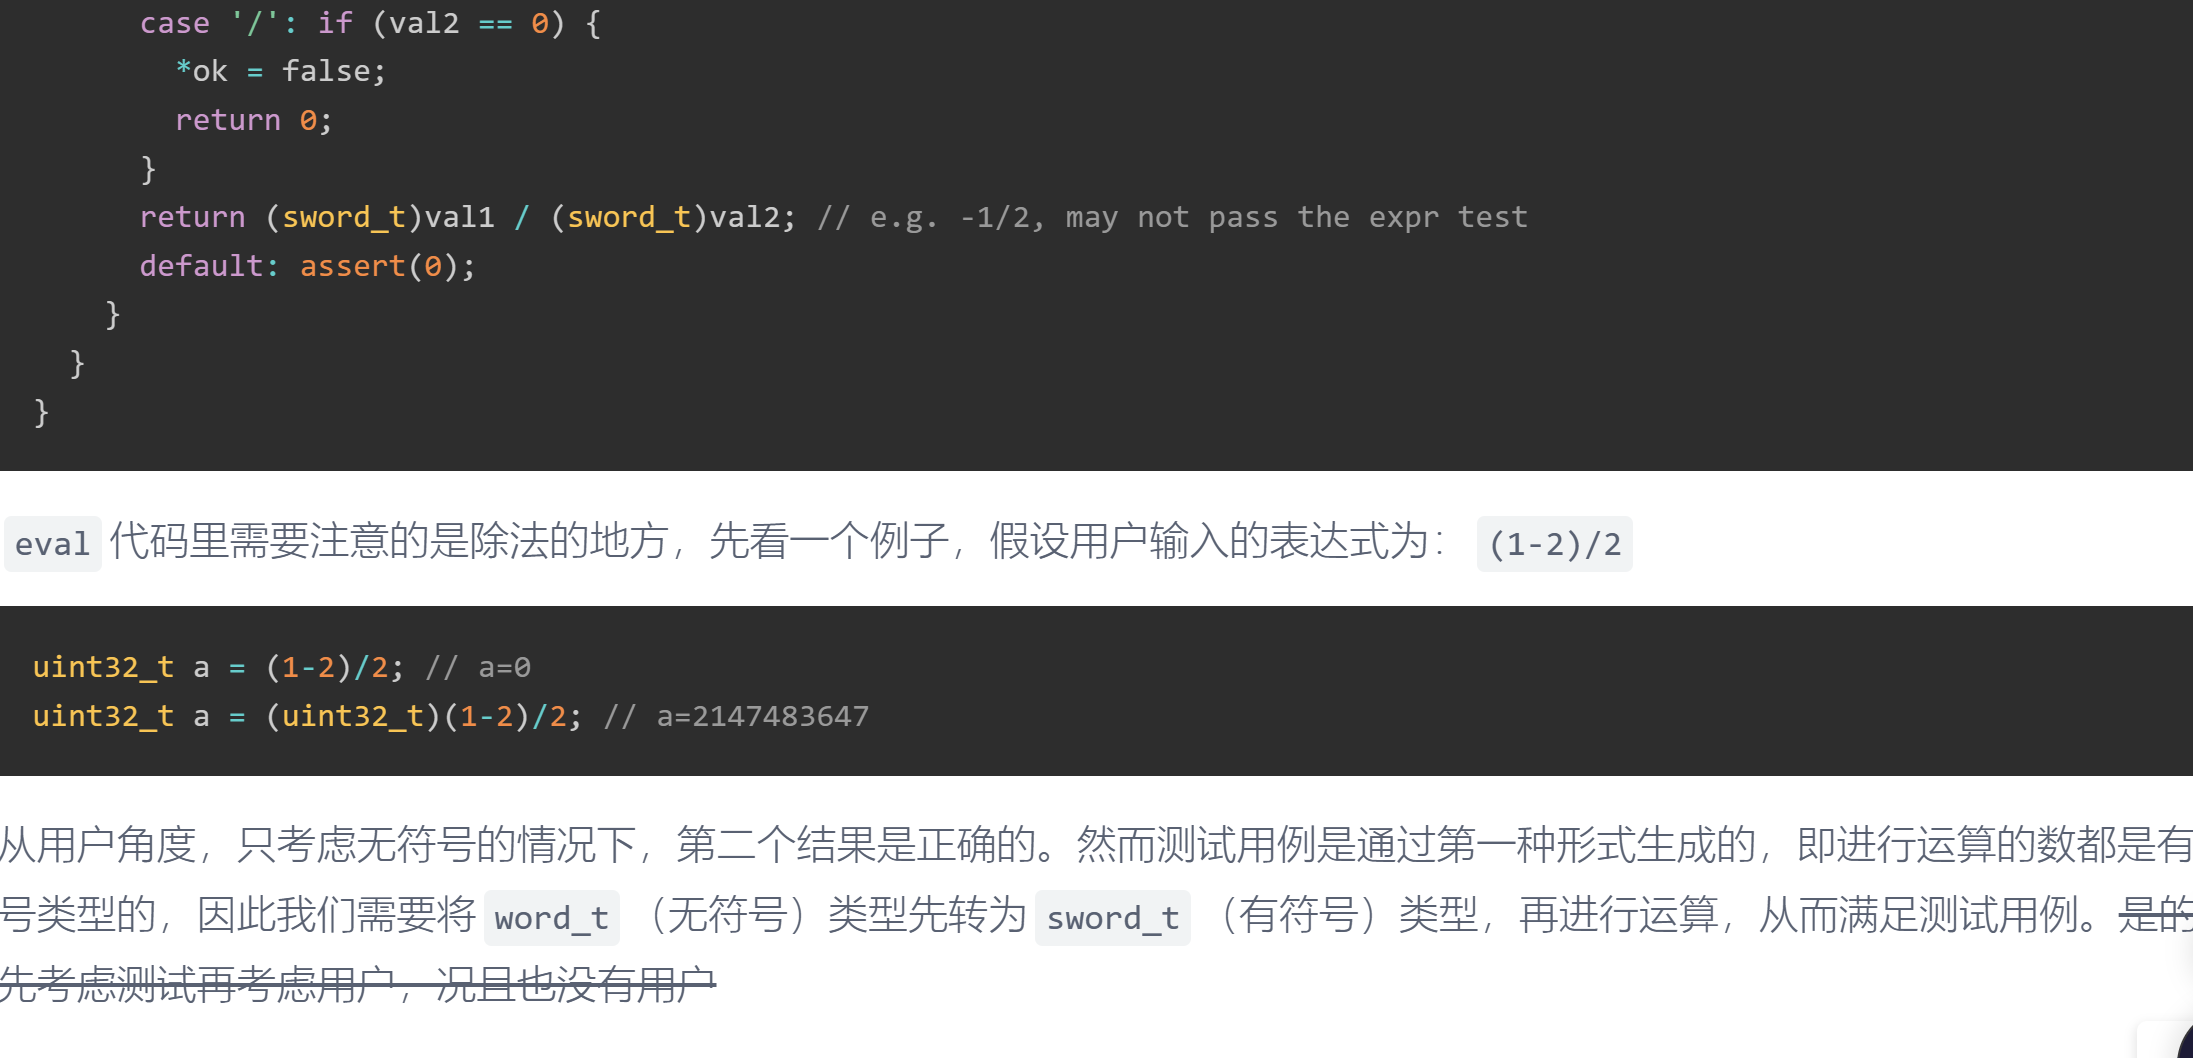 case '/': if (val2 == 0) {
*ok = false;
return 0;
}
return (sword_t)val1 / (sword_t)val2; // e.g. -1/2, may not pass the expr test
default: assert(0);
}
}
}
eval 代码里需要注意的是除法的地方，先看一个例子，假设用户输入的表达式为： (1-2)/2
uint32_t a = (1-2)/2; // a=0
uint32_t a = (uint32_t)(1-2)/2; // a=2147483647
从用户角度，只考虑无符号的情况下，第二个结果是正确的。然而测试用例是通过第一种形式生成的，即进行运算的数都是有
号类型的，因此我们需要将 word_t （无符号）类型先转为 sword_t （有符号）类型，再进行运算，从而满足测试用例。是的
先考虑测试再考虑用户，况且也没有用户